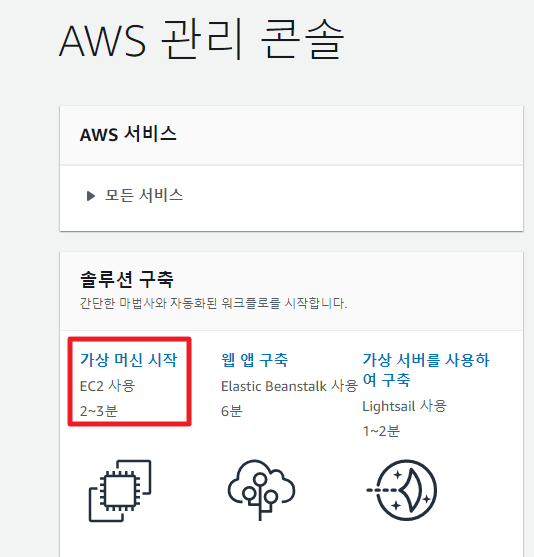 AWS 관리 콘솔
AWS 서비스
모든 서비스
솔루션 구축
간단한 마법사와 자동화된 워크플로를 시작합니다.
가상 머신 시작
EC2 사용
2~3분
웹 앱 구축
Elastic Beanstalk 사용
6분
가상 서버를 사용하
여 구축
Lightsail 사용
1~2분